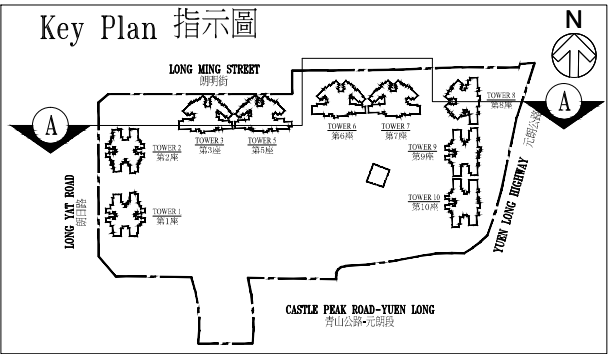 Key Plan 指示圖
N
LONG MING STREET
朗明街
A
A
TOWER 8
第8座
TOWER 6
第6座
TOWER 7
第7座
TOWER 3
第3座
TOWER 5
第5座
TOWER 2
第2座
TOWER 9
第9座
TOWER 10
第10座
TOWER 1
第1座
LONG YAT ROAD
朗日路
YUEN LONG HIGHWAY
元朗公路
CASTLE PEAK ROAD-YUEN LONG
青山公路-元朗段